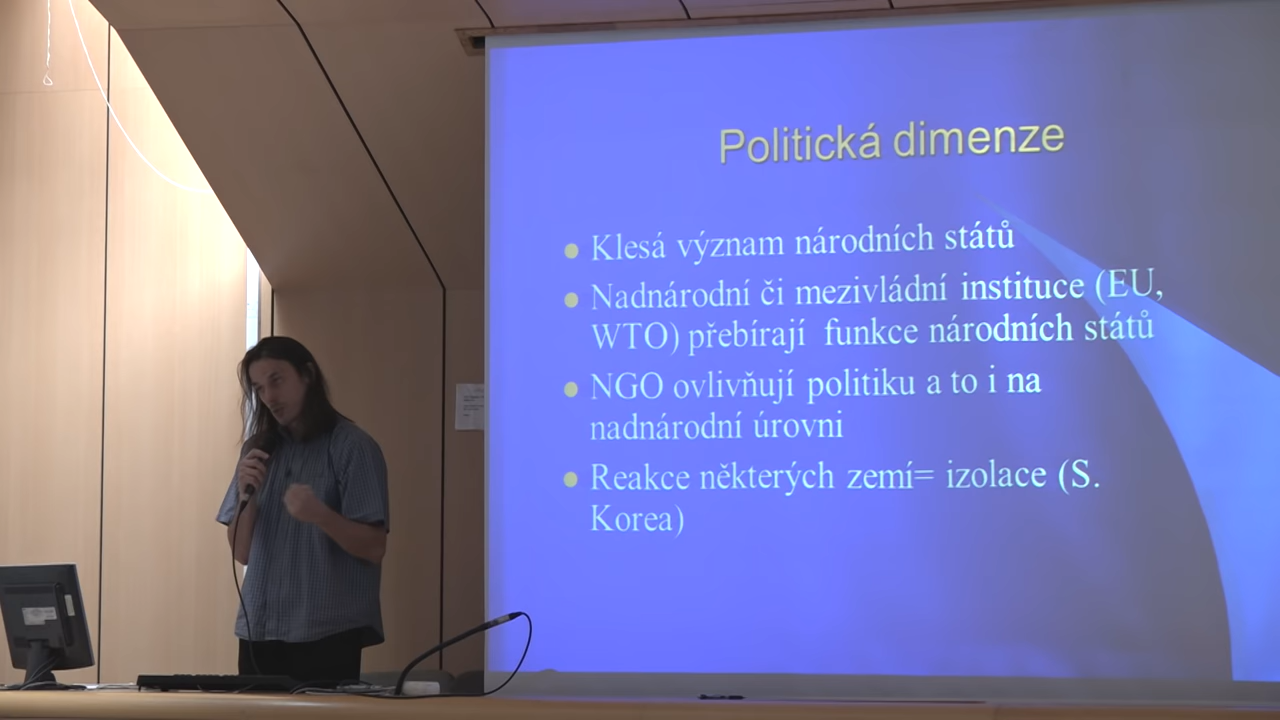 Politická dimenze
Klesá význam národních států
Nadnárodní či mezivládní instituce (EU,
WTO) přebírají funkce národních států
NGO ovlivňují politiku a to i na
nadnárodní úrovni
Reakce některých zemí= izolace (S.
Korea)